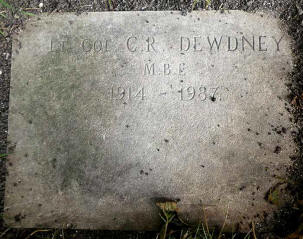 LT COL C.R. DEWDNEY
M.B.E
1914 - 1987